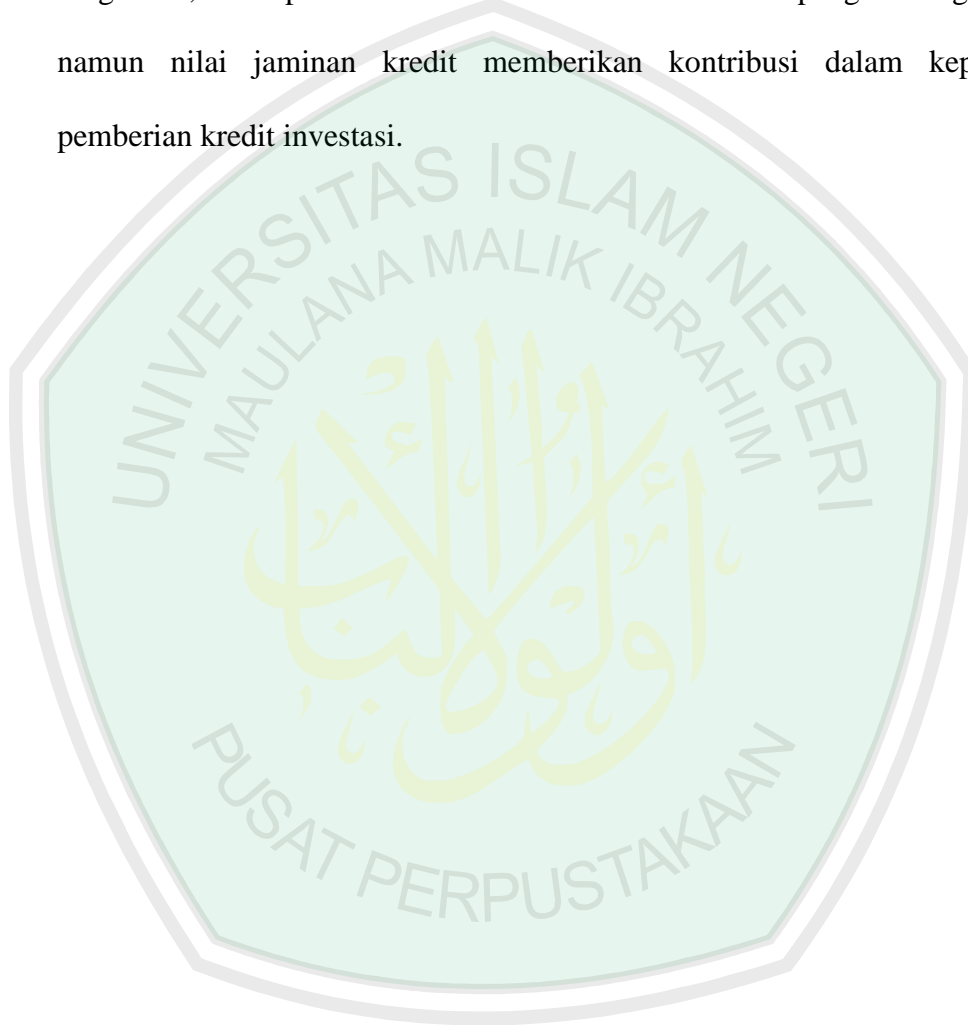 namun nilai jaminan kredit memberikan kontribusi dalam kep
pemberian kredit investasi.
UNIVERSITAS ISLAM NEGERI
MAULANA MALIK IBRAHIM
PUSAT PERPUSTAKAAN